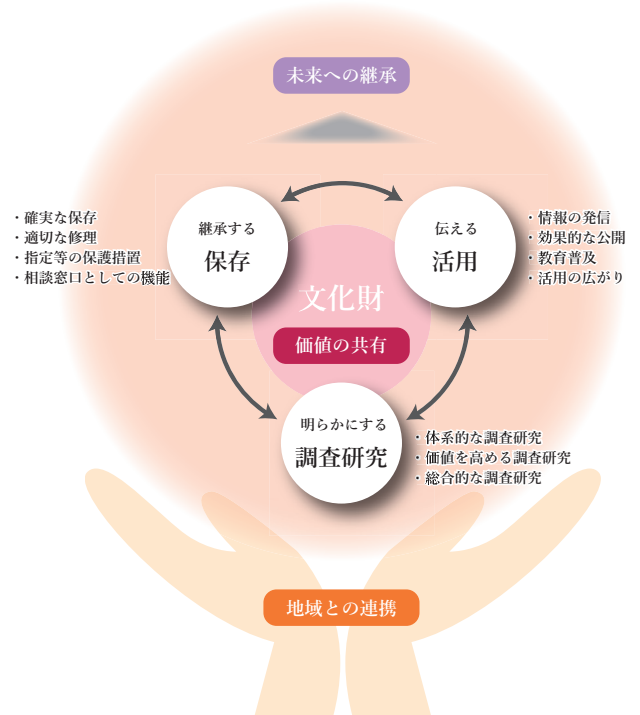 未来への継承
継承する
保存
・確実な保存
・適切な修理
・指定等の保護措置
・相談窓口としての機能
伝える
活用
・情報の発信
・効果的な公開
・教育普及
・活用の広がり
文化財
価値の共有
明らかにする
調査研究
・体系的な調査研究
・価値を高める調査研究
・総合的な調査研究
地域との連携